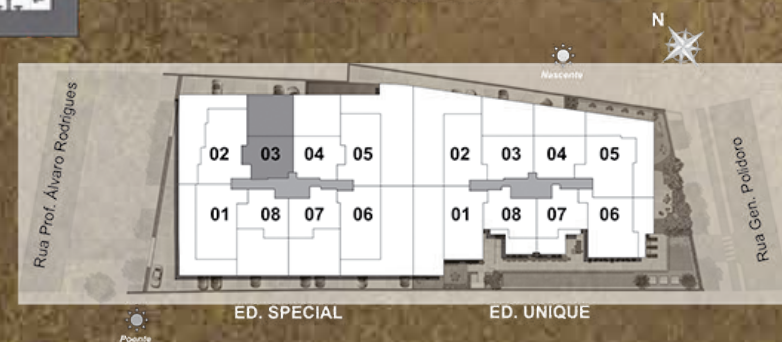 N
Nascente
Rua Prof. Álvaro Rodrigues
02 03 04 05
01 08 07 06
02 03 04 05
01 08 07 06
Rua Gen. Polidoro
ED. SPECIAL
ED. UNIQUE
Poente